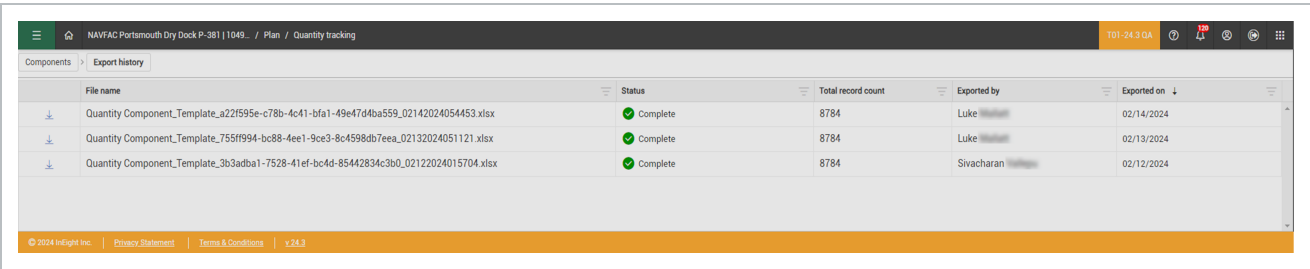 NAVFAC Portsmouth Dry Dock P-381 | 1049... / Plan / Quantity tracking T01-24.3 QA 120
Components > Export history
File name Status Total record count Exported by Exported on ↓
Quantity Component_Template_a22f595e-c78b-4c41-bfa1-49e47d4ba559_02142024054453.xlsx Complete 8784 Luke 02/14/2024
Quantity Component_Template_755ff994-bc88-4ee1-9ce3-8c4598db7eea_02132024051121.xlsx Complete 8784 Luke 02/13/2024
Quantity Component_Template_3b3adba1-7528-41ef-bc4d-85442834c3b0_02122024015704.xlsx Complete 8784 Sivacharan 02/12/2024
© 2024 InEight Inc. | Privacy Statement | Terms & Conditions | v 24.3